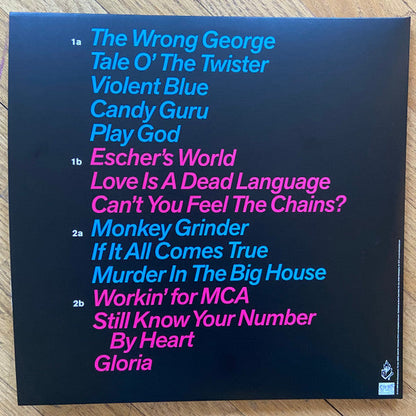 1a The Wrong George
Tale O' The Twister
Violent Blue
Candy Guru
Play God
1b Escher's World
Love Is A Dead Language
Can't You Feel The Chains?
2a Monkey Grinder
If It All Comes True
Murder In The Big House
2b Workin' for MCA
Still Know Your Number
By Heart
Gloria